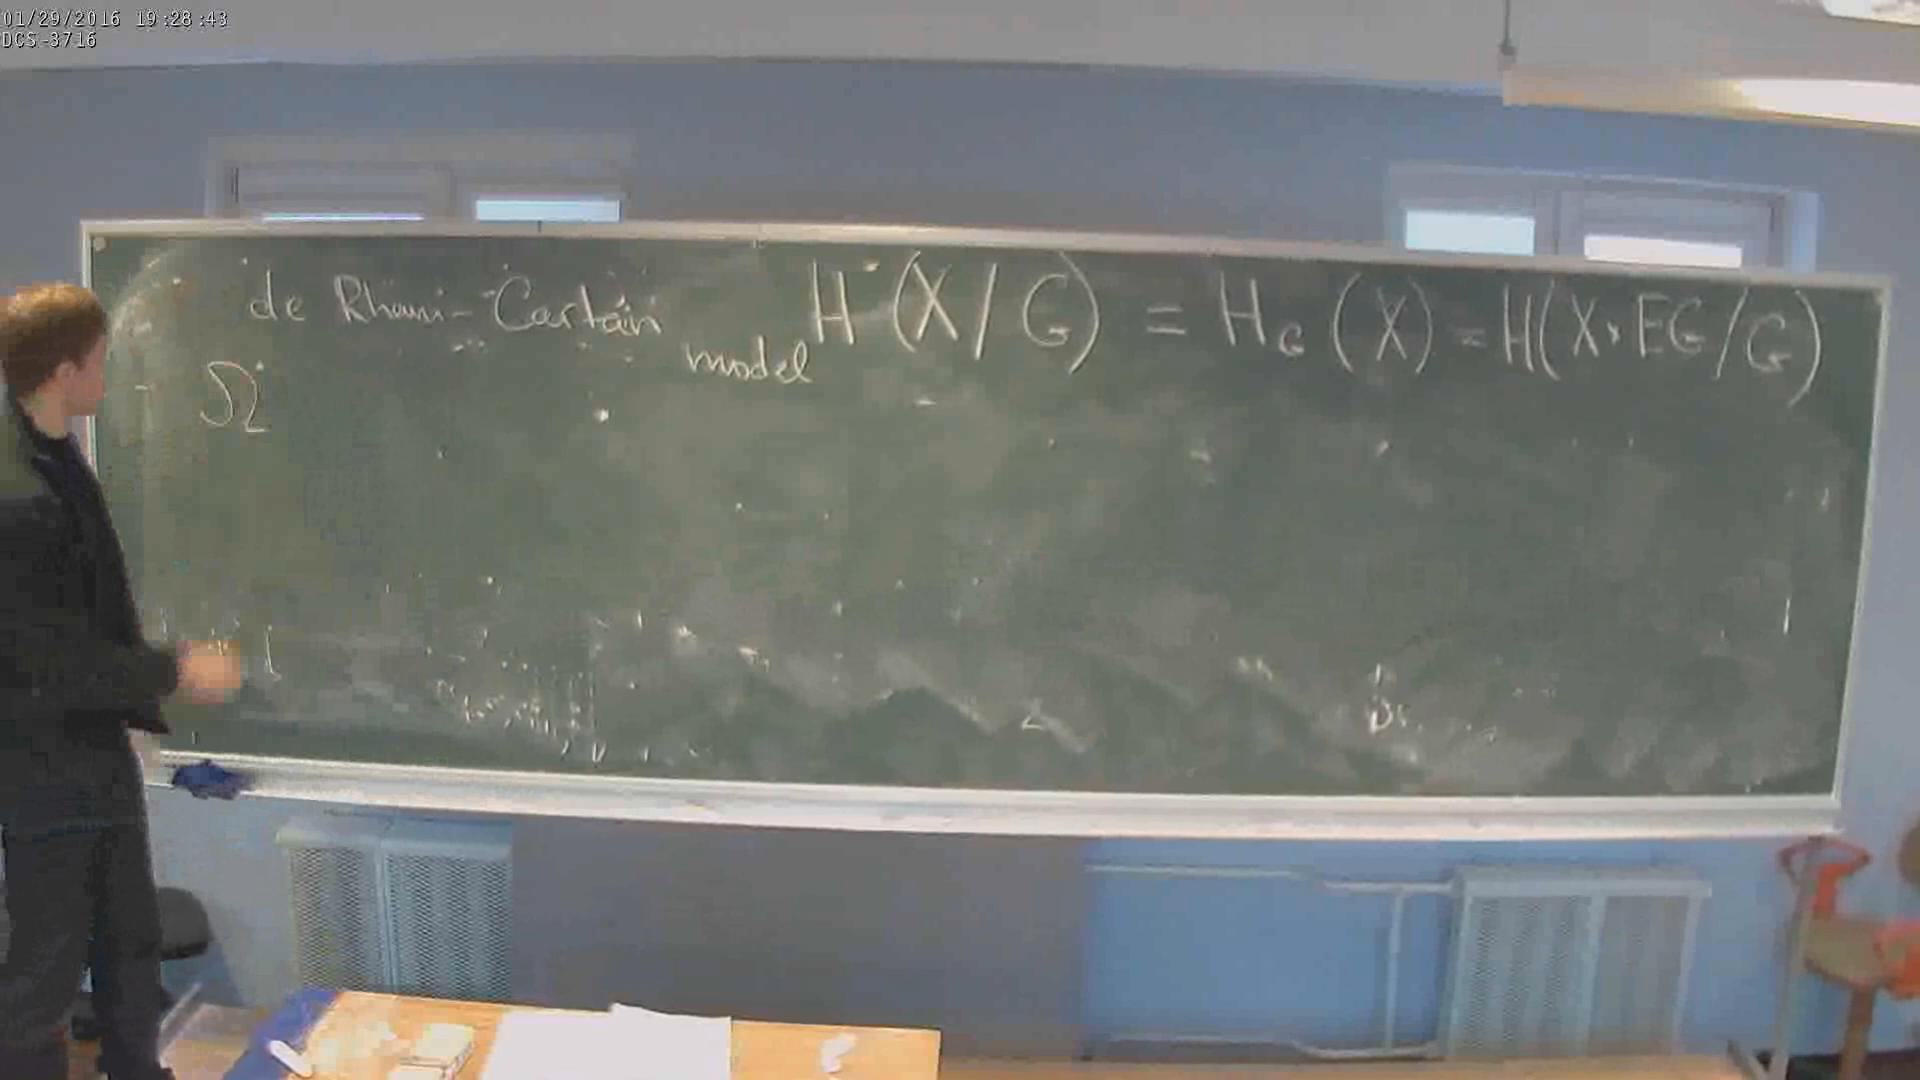 01/29/2016 19:28:43
DCS-3716
de Rham-Cartan
model
H˙(X/G) = H_G(X) = H(X×EG/G)
Ω˙